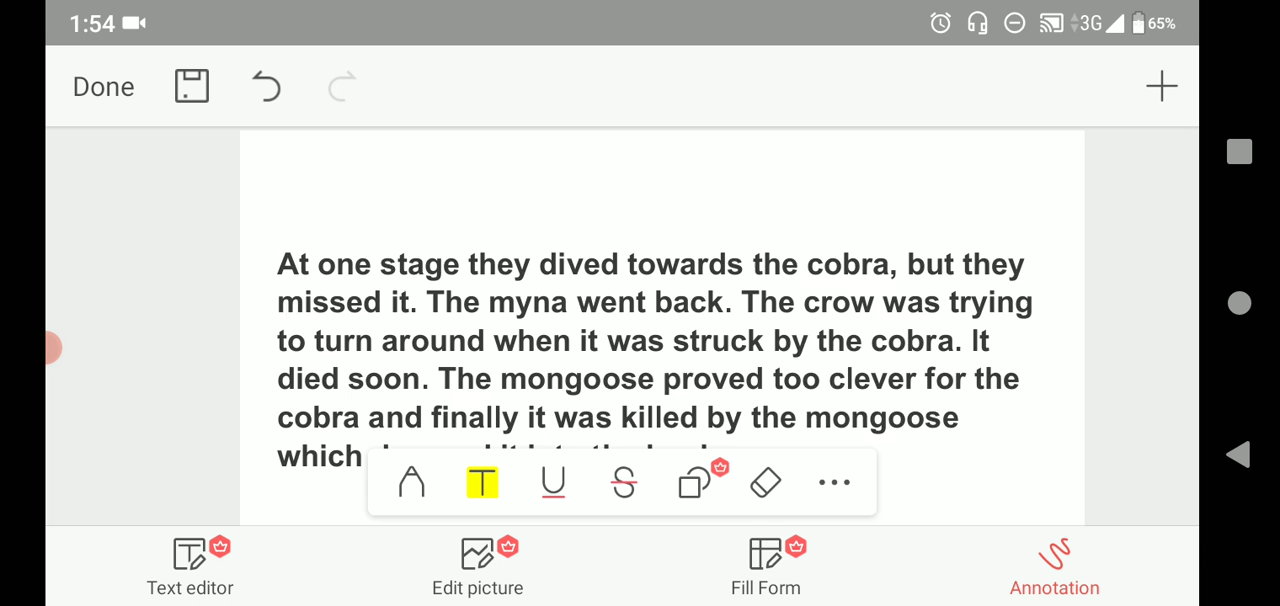 1:54 3G 65%
Done
At one stage they dived towards the cobra, but they
missed it. The myna went back. The crow was trying
to turn around when it was struck by the cobra. It
died soon. The mongoose proved too clever for the
cobra and finally it was killed by the mongoose
which
Text editor Edit picture Fill Form Annotation